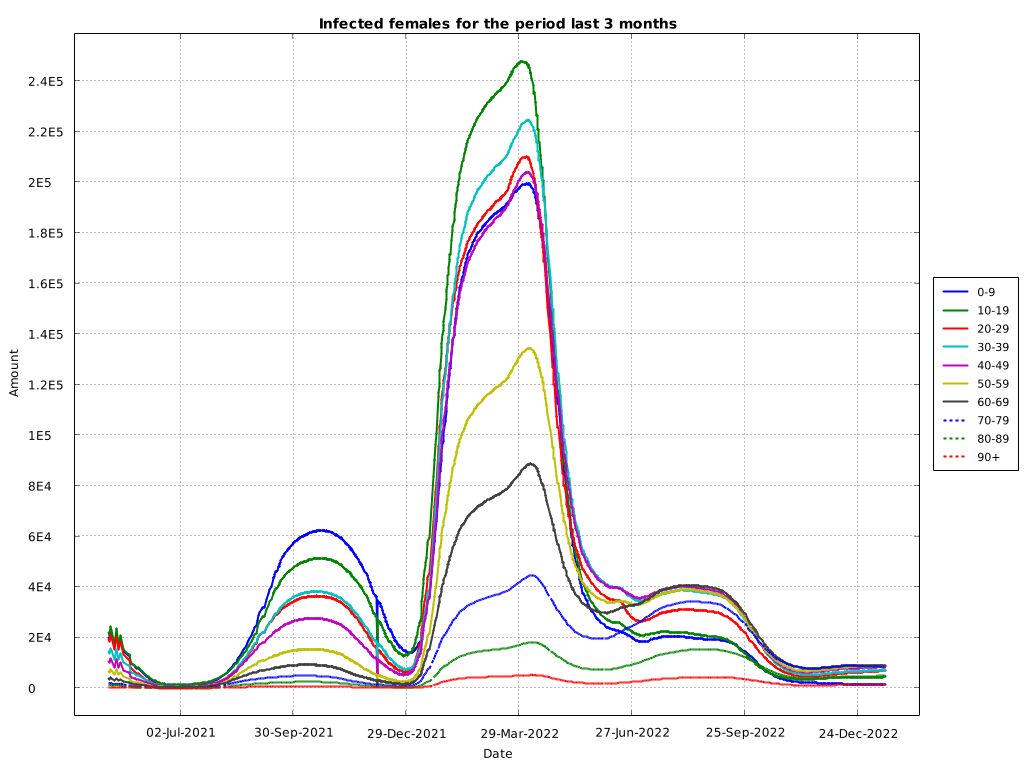 Infected females for the period last 3 months
Amount
2.4E5
2.2E5
2E5
1.8E5
1.6E5
1.4E5
1.2E5
1E5
8E4
6E4
4E4
2E4
0
02-Jul-2021
30-Sep-2021
29-Dec-2021
29-Mar-2022
27-Jun-2022
25-Sep-2022
24-Dec-2022
Date
0-9
10-19
20-29
30-39
40-49
50-59
60-69
70-79
80-89
90+